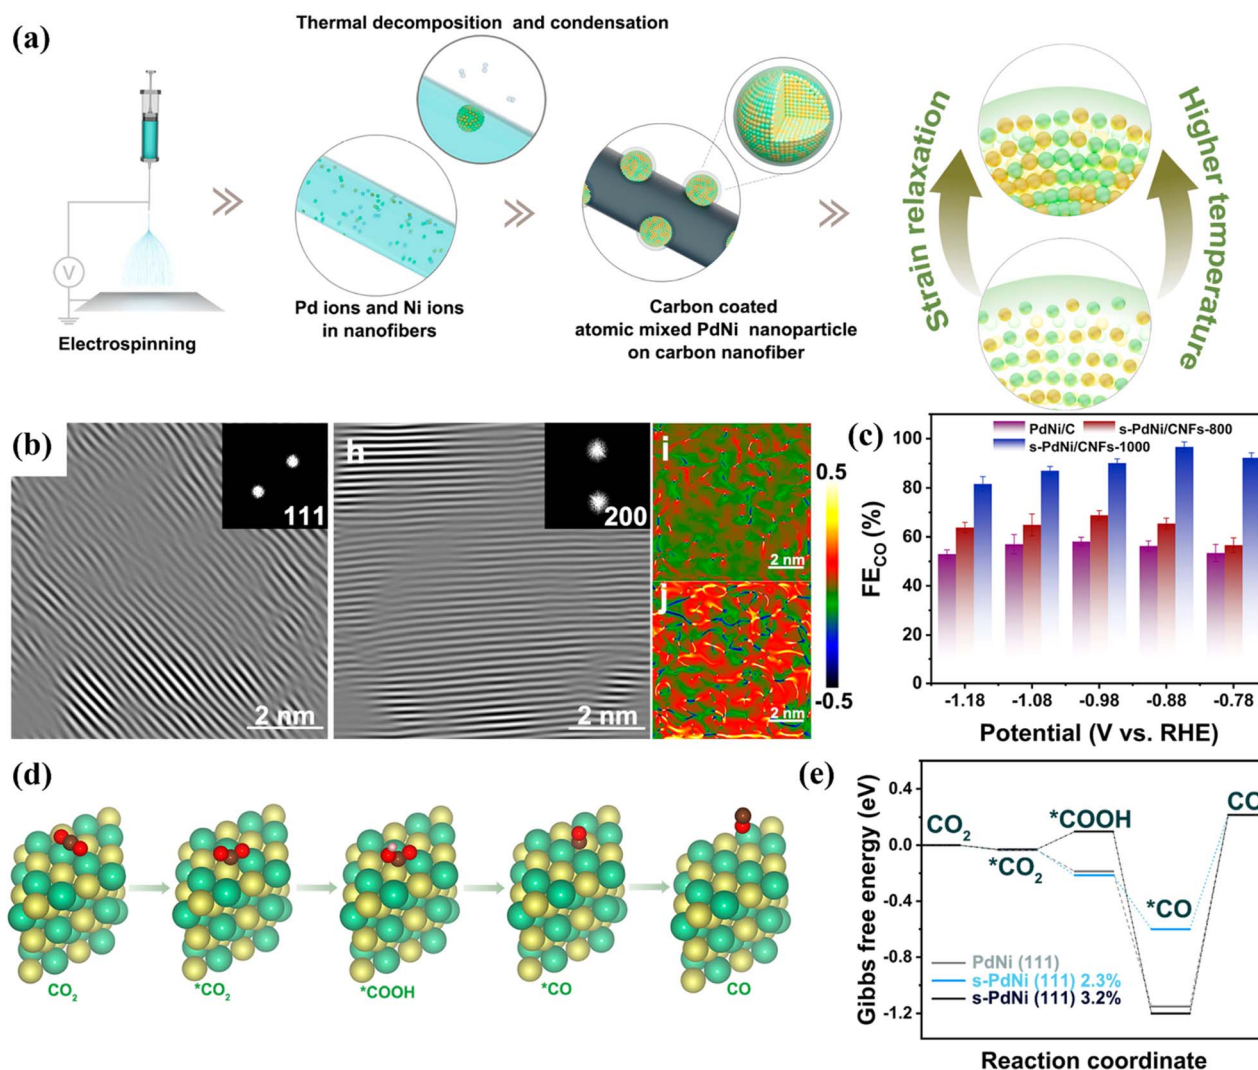 (a)
Thermal decomposition and condensation
V
Electrospinning
Pd ions and Ni ions
in nanofibers
Carbon coated
atomic mixed PdNi nanoparticle
on carbon nanofiber
Strain relaxation
Higher temperature
(b)
111
2 nm
h
200
2 nm
i
2 nm
j
2 nm
0.5
-0.5
(c)
PdNi/C
s-PdNi/CNFs-800
s-PdNi/CNFs-1000
FE_CO (%)
100
80
60
40
20
0
-1.18
-1.08
-0.98
-0.88
-0.78
Potential (V vs. RHE)
(d)
CO₂
*CO₂
*COOH
*CO
CO
(e)
Gibbs free energy (eV)
0.4
0.0
-0.4
-0.8
-1.2
CO₂
*CO₂
*COOH
*CO
CO
PdNi (111)
s-PdNi (111) 2.3%
s-PdNi (111) 3.2%
Reaction coordinate